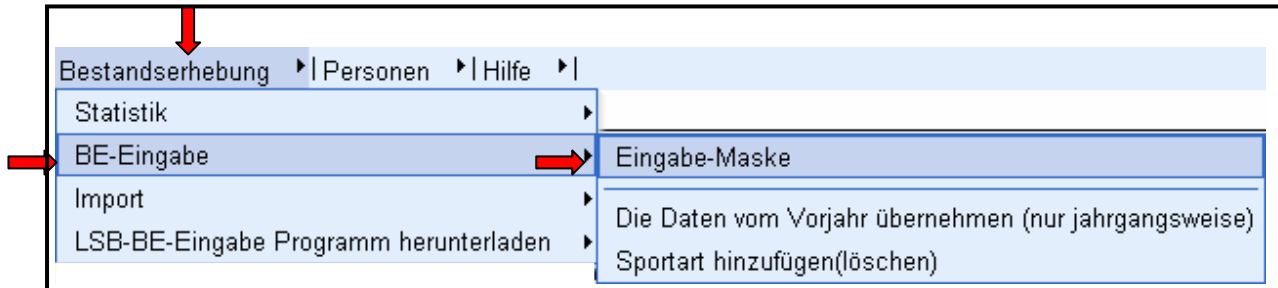 Bestandserhebung | Personen | Hilfe |
Statistik
BE-Eingabe
Import
LSB-BE-Eingabe Programm herunterladen
Eingabe-Maske
Die Daten vom Vorjahr übernehmen (nur jahrgangsweise)
Sportart hinzufügen(löschen)